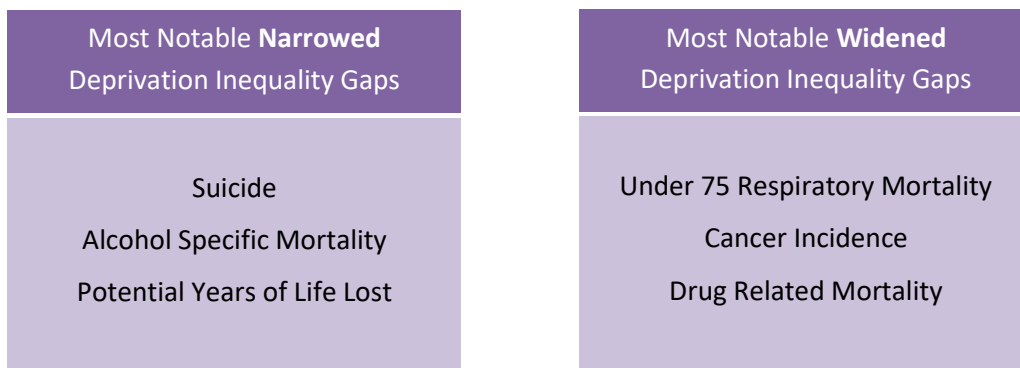 Most Notable Narrowed
Deprivation Inequality Gaps
Suicide
Alcohol Specific Mortality
Potential Years of Life Lost
Most Notable Widened
Deprivation Inequality Gaps
Under 75 Respiratory Mortality
Cancer Incidence
Drug Related Mortality